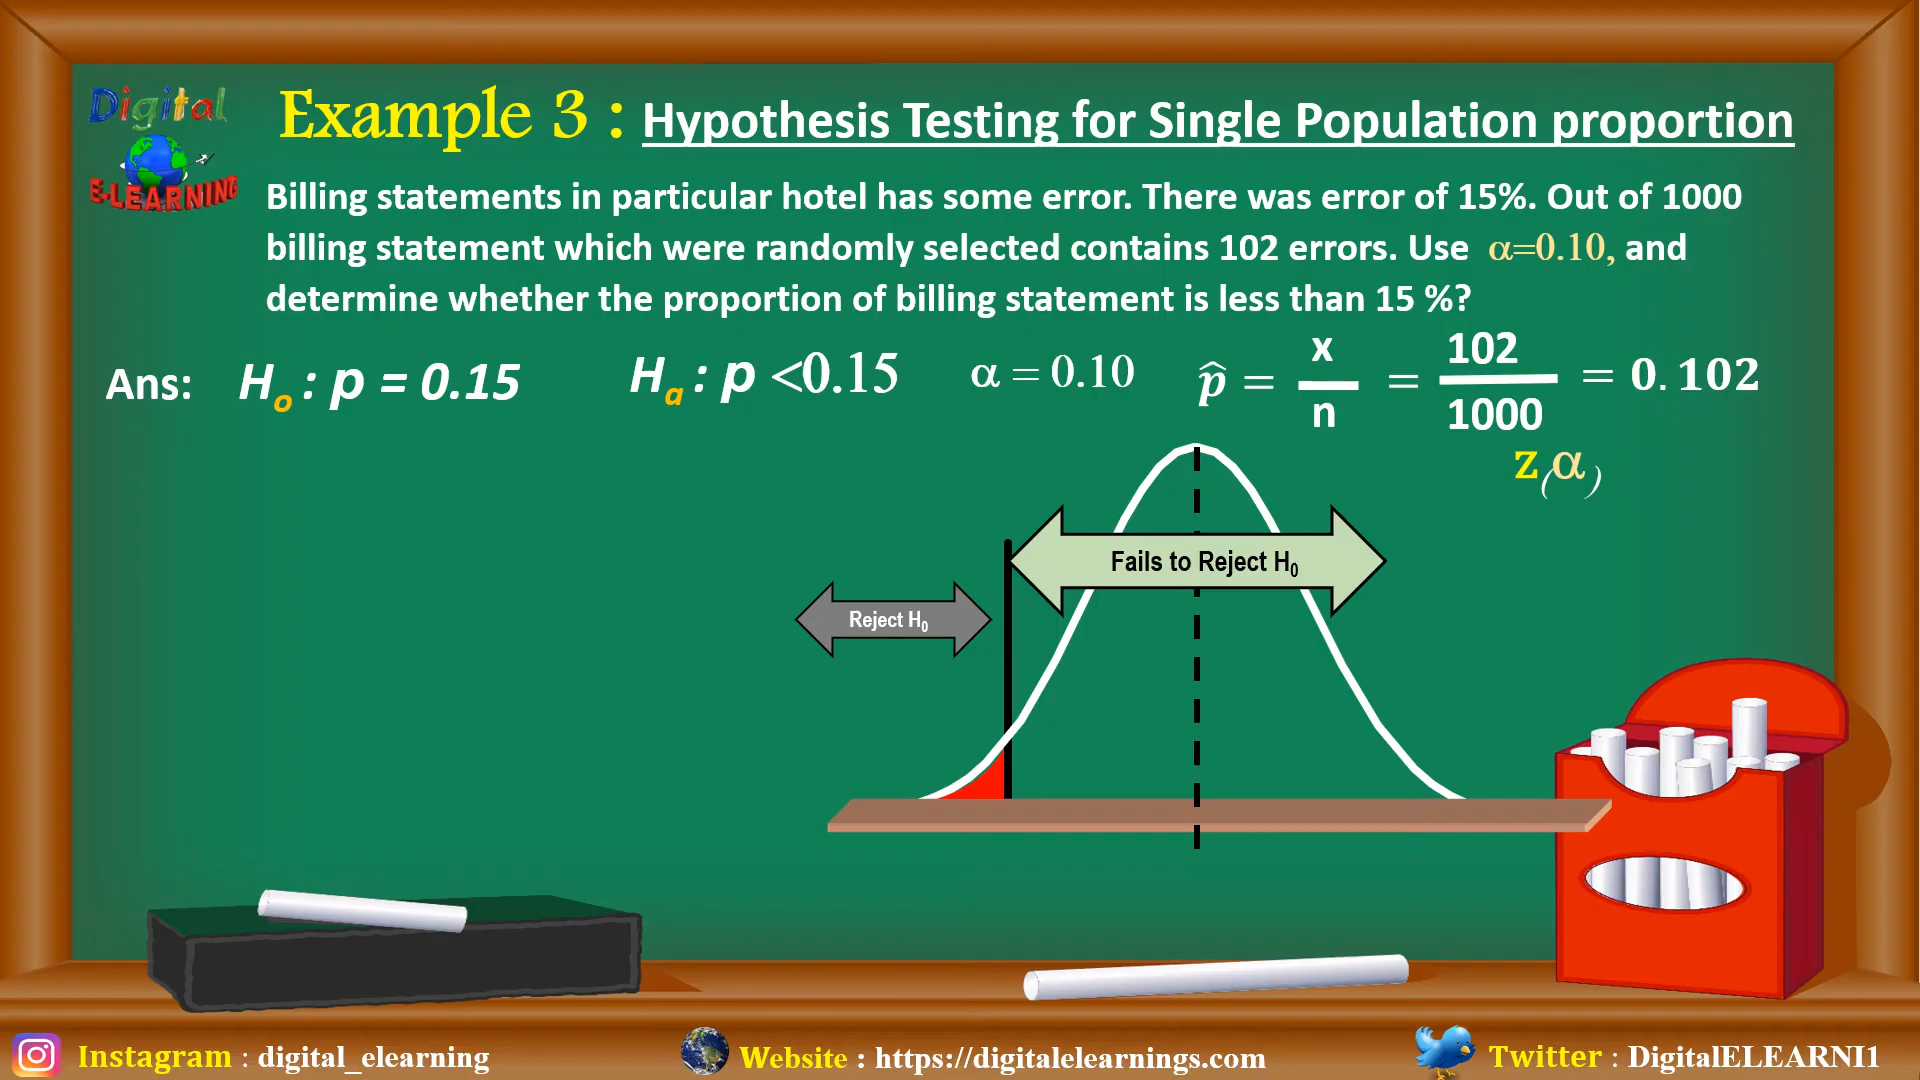 Digital
E-LEARNING
Example 3 : Hypothesis Testing for Single Population proportion
Billing statements in particular hotel has some error. There was error of 15%. Out of 1000
billing statement which were randomly selected contains 102 errors. Use α=0.10, and
determine whether the proportion of billing statement is less than 15 %?
Ans: Ho : p = 0.15 Ha : p <0.15 α = 0.10 p̂ = x/n = 102/1000 = 0.102
z(α)
Fails to Reject H0
Reject H0
Instagram : digital_elearning Website : https://digitalelearnings.com Twitter : DigitalELEARNI1